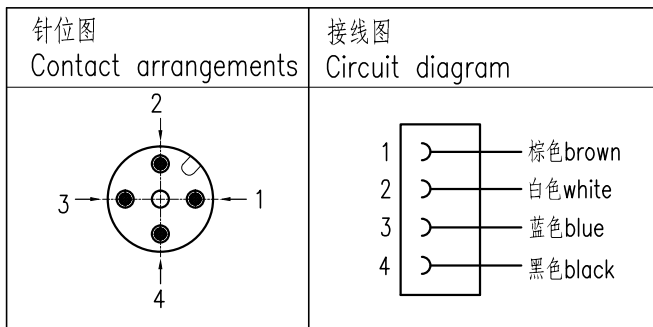 针位图
Contact arrangements
接线图
Circuit diagram
2
3
1
4
1 棕色brown
2 白色white
3 蓝色blue
4 黑色black